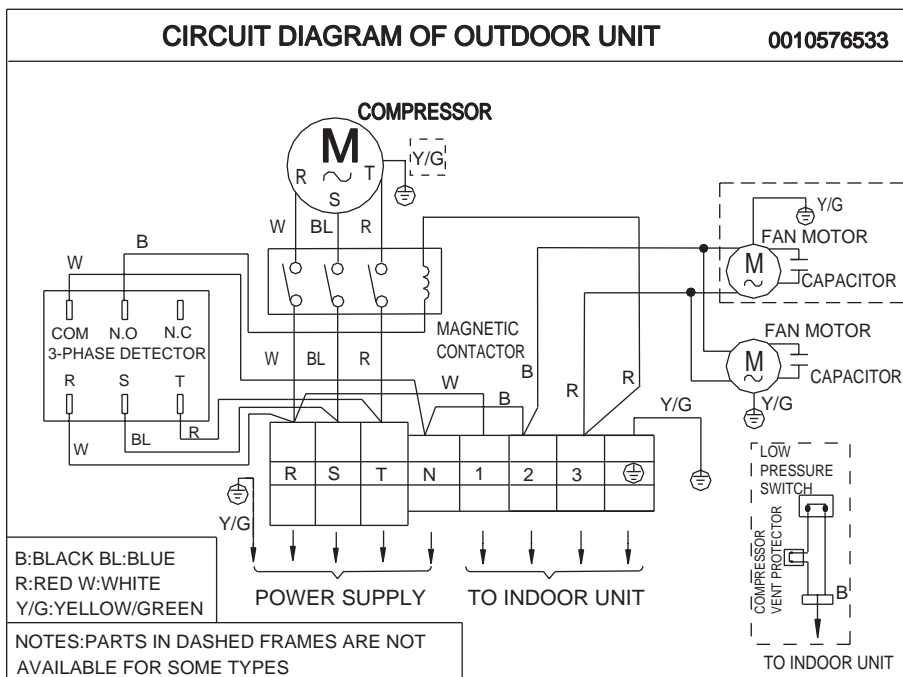 CIRCUIT DIAGRAM OF OUTDOOR UNIT
0010576533
COMPRESSOR
M
R
S
T
Y/G
W
BL
R
Y/G
FAN MOTOR
M
CAPACITOR
B
W
COM
N.O
N.C
3-PHASE DETECTOR
R
S
T
MAGNETIC
CONTACTOR
FAN MOTOR
M
CAPACITOR
Y/G
W
BL
R
B
R
R
W
B
Y/G
R
BL
W
R
S
T
N
1
2
3
Y/G
POWER SUPPLY
TO INDOOR UNIT
LOW
PRESSURE
SWITCH
COMPRESSOR
VENT PROTECTOR
B
TO INDOOR UNIT
B:BLACK BL:BLUE
R:RED W:WHITE
Y/G:YELLOW/GREEN
NOTES:PARTS IN DASHED FRAMES ARE NOT
AVAILABLE FOR SOME TYPES